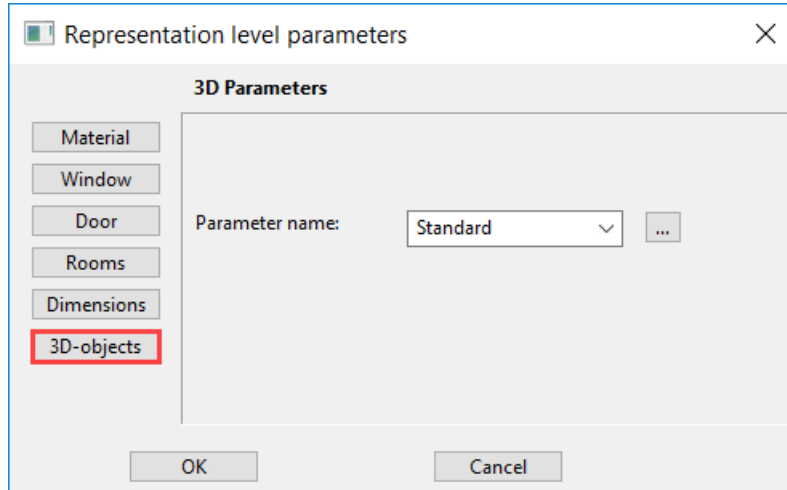 Representation level parameters
3D Parameters
Material
Window
Door
Parameter name:
Standard
...
Rooms
Dimensions
3D-objects
OK
Cancel